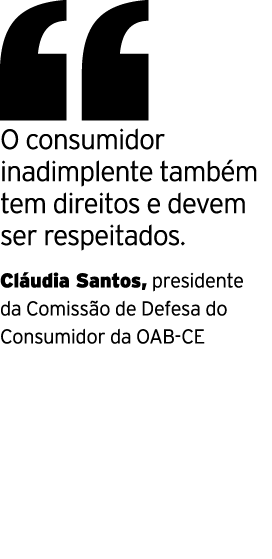 “
O consumidor
inadimplente também
tem direitos e devem
ser respeitados.
Cláudia Santos, presidente
da Comissão de Defesa do
Consumidor da OAB-CE